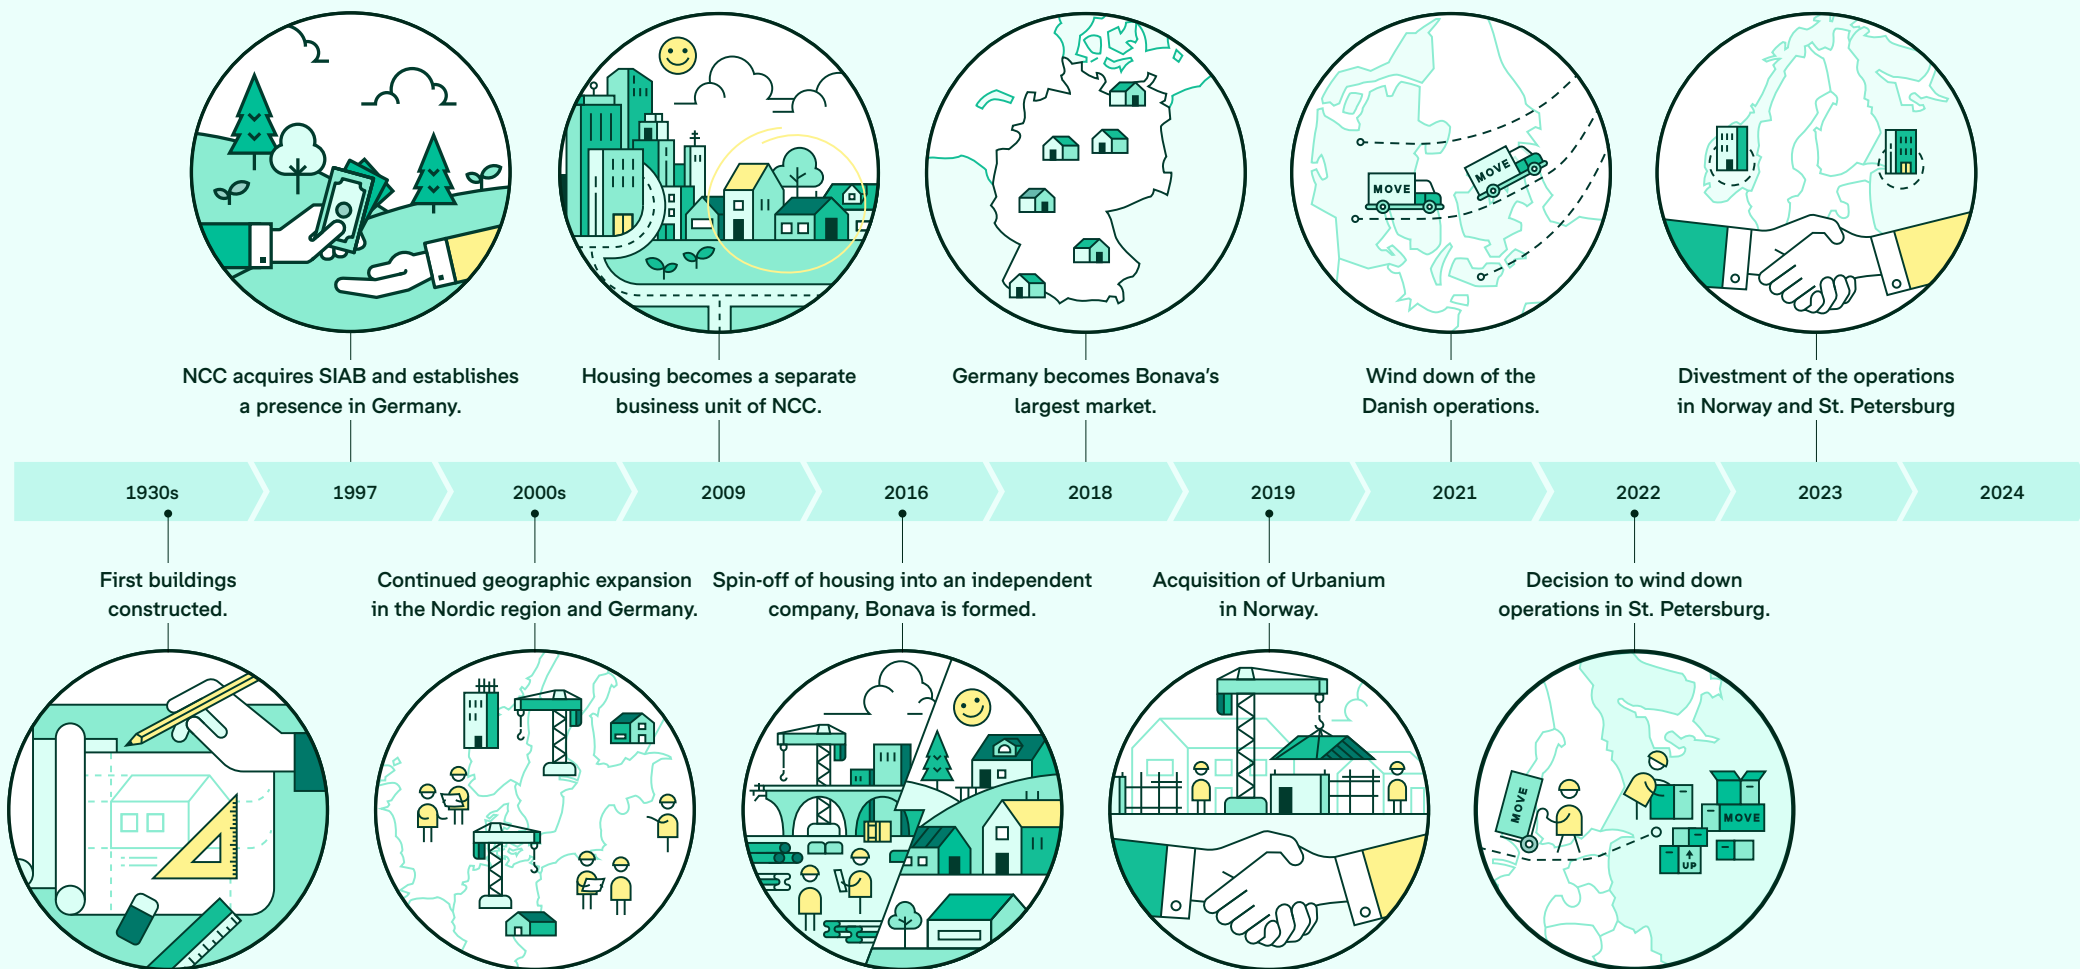 MOVE
MOVE
NCC acquires SIAB and establishes
a presence in Germany.
Housing becomes a separate
business unit of NCC.
Germany becomes Bonava’s
largest market.
Wind down of the
Danish operations.
Divestment of the operations
in Norway and St. Petersburg
1930s
1997
2000s
2009
2016
2018
2019
2021
2022
2023
2024
First buildings
constructed.
Continued geographic expansion
in the Nordic region and Germany.
Spin-off of housing into an independent
company, Bonava is formed.
Acquisition of Urbanium
in Norway.
Decision to wind down
operations in St. Petersburg.
MOVE
MOVE
UP